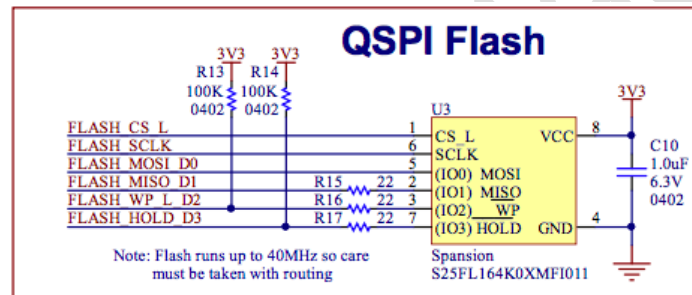 QSPI Flash
3V3 3V3
R13 R14
100K 100K
0402 0402
3V3
U3
FLASH_CS_L 1 CS_L VCC 8
FLASH_SCLK 6 SCLK
FLASH_MOSI_D0 5 (IO0) MOSI
FLASH_MISO_D1 R15 22 2 (IO1) MISO
FLASH_WP_L_D2 R16 22 3 (IO2) WP
FLASH_HOLD_D3 R17 22 7 (IO3) HOLD GND 4
C10
1.0uF
6.3V
0402
Note: Flash runs up to 40MHz so care
must be taken with routing
Spansion
S25FL164K0XMFI011